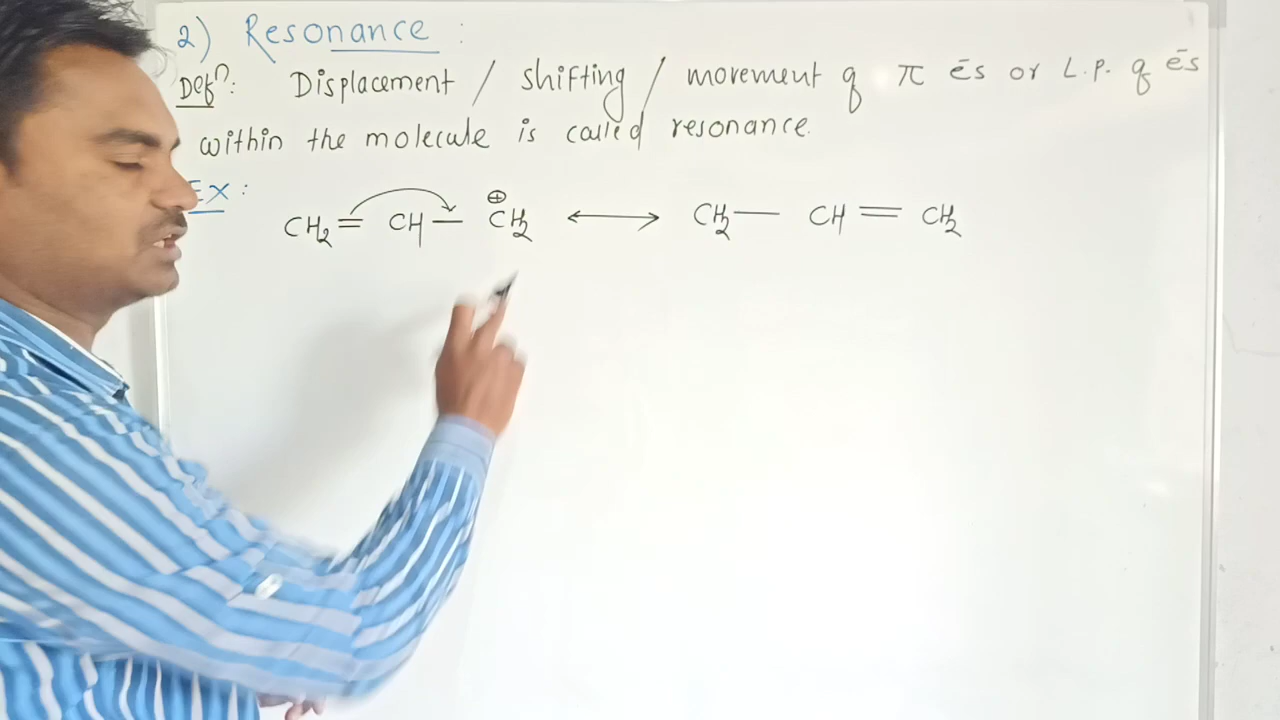 2) Resonance :
Defⁿ: Displacement / shifting / movement of π ēs or L.P. of ēs
within the molecule is called resonance.
EX :
CH₂ = CH — ⊕CH₂ ⟷ CH₂ — CH = CH₂